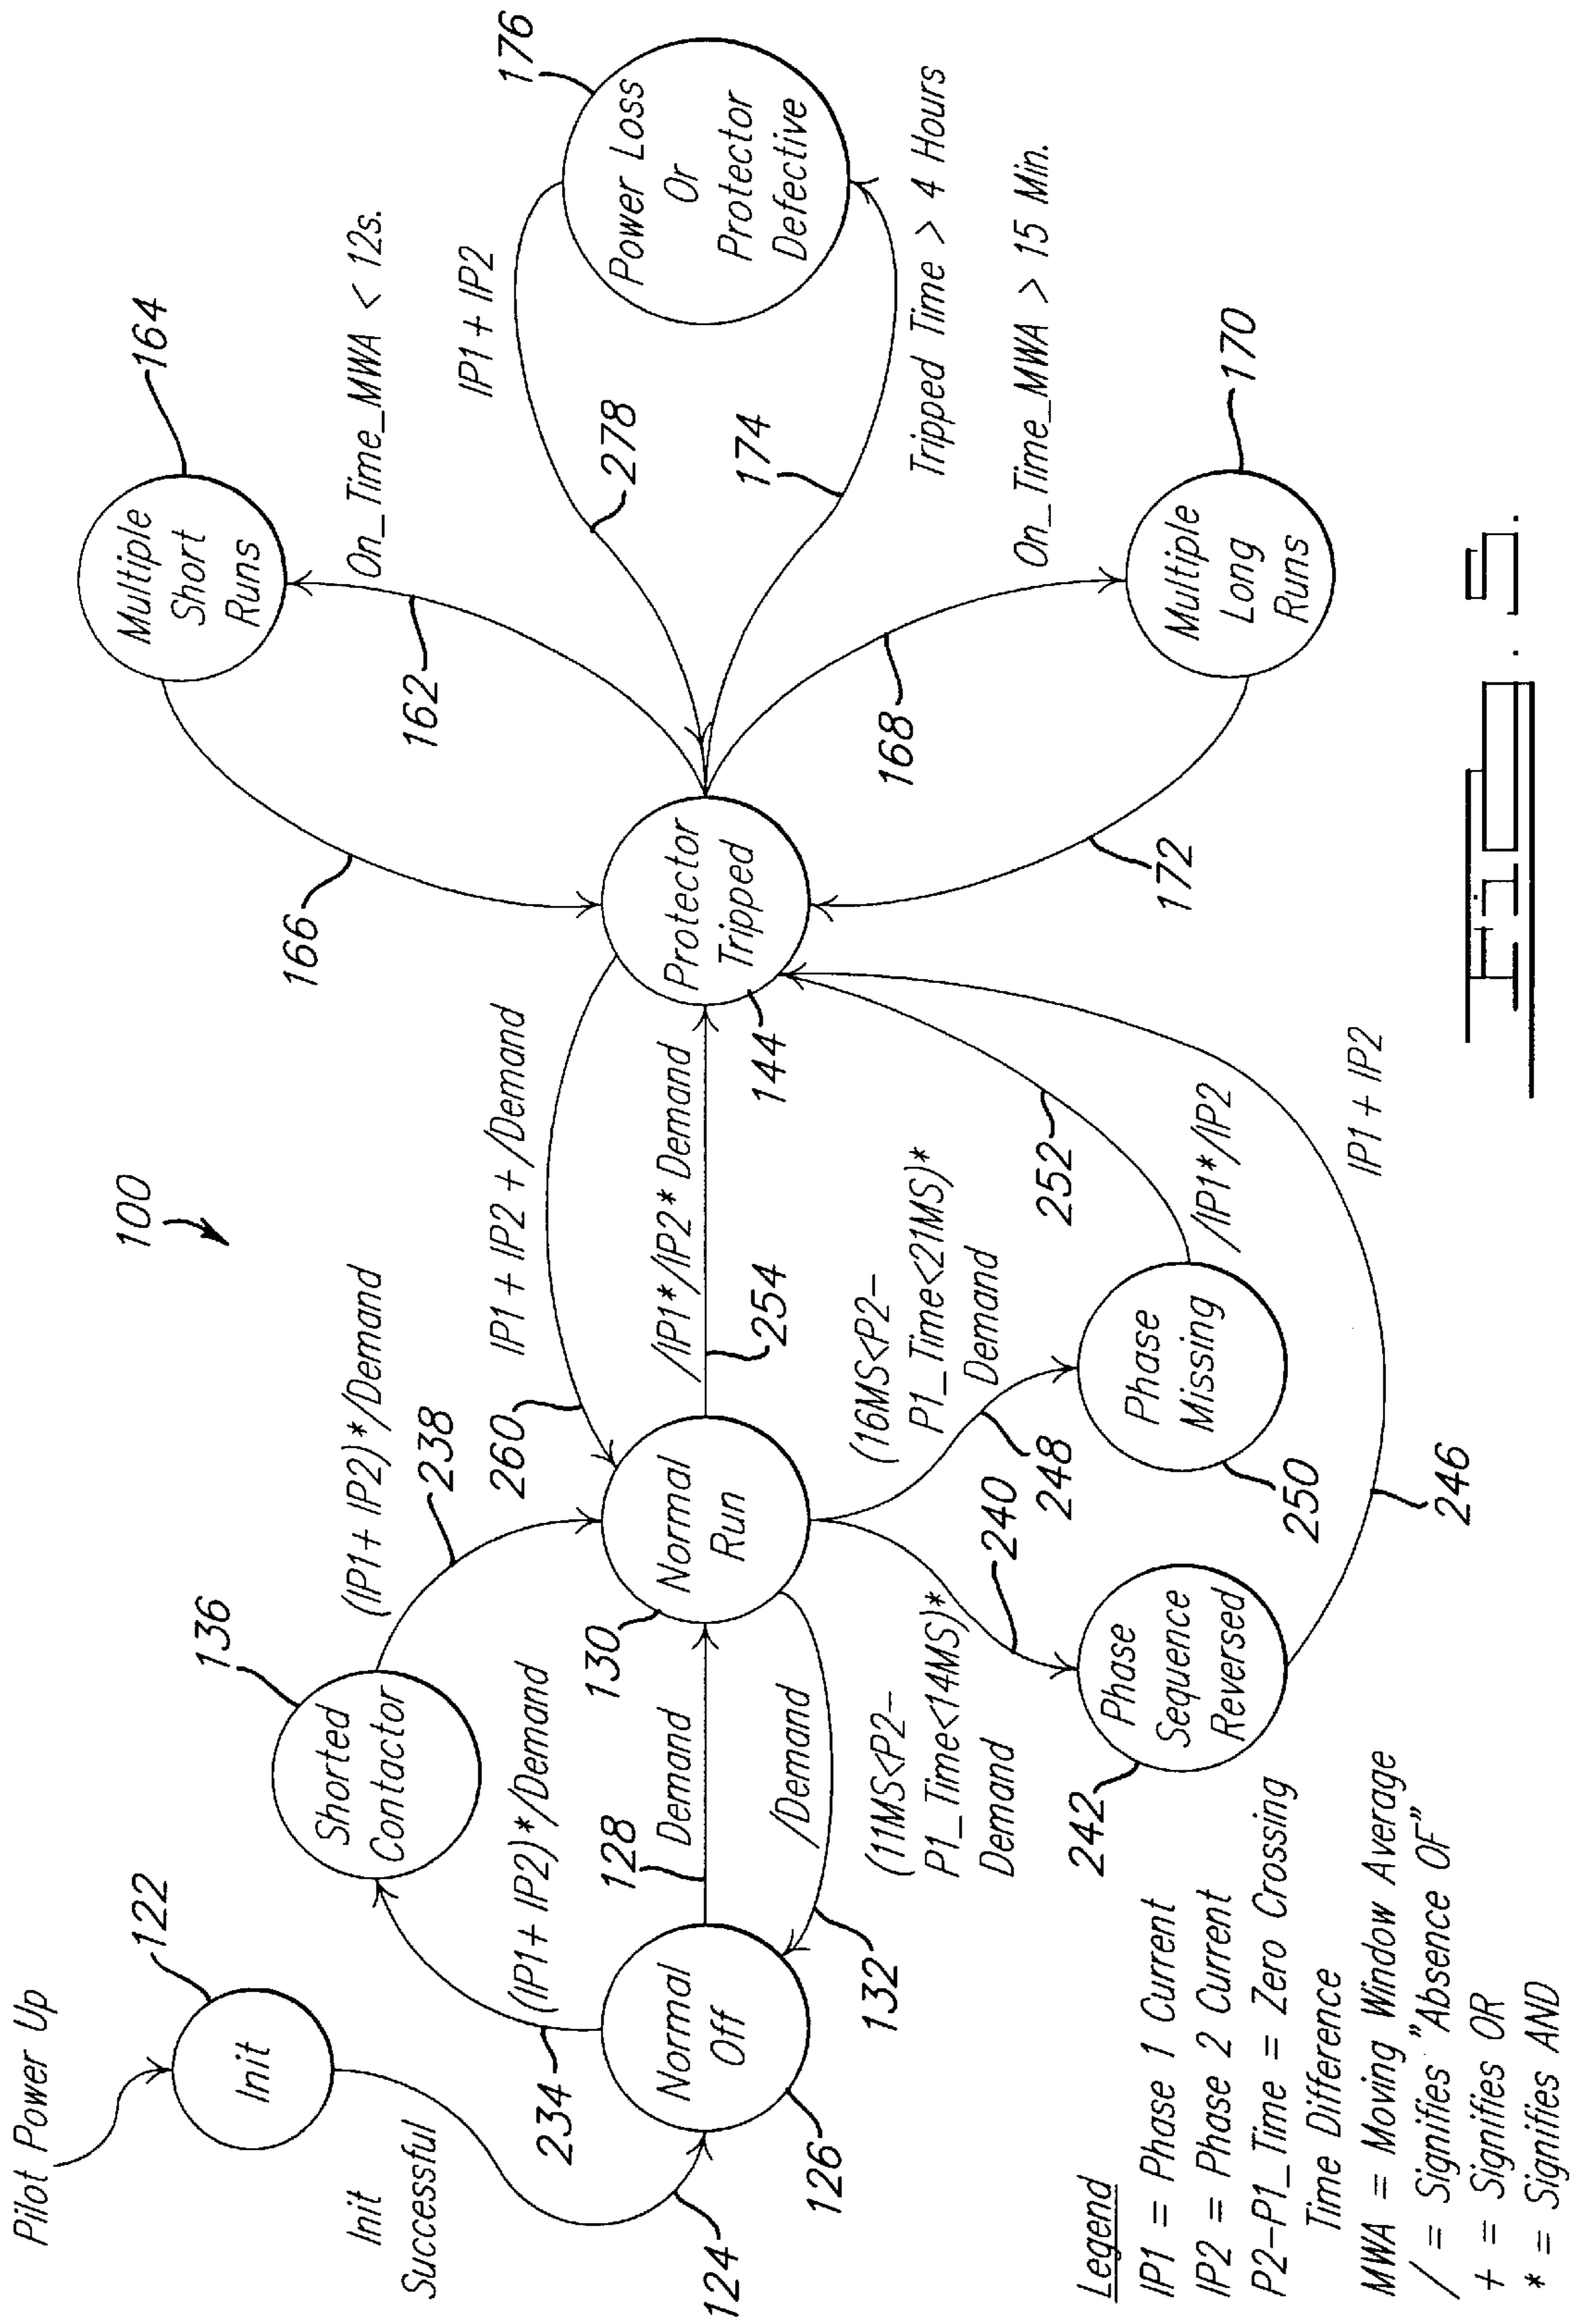 100
Pilot Power Up
122
Init
Init
Successful
124
136
Shorted
Contactor
(IP1+ IP2)*/Demand
238
234
(IP1+ IP2)*/Demand
Normal
Off
126
128
Demand
/Demand
132
130
Normal
Run
260
IP1 + IP2 + /Demand
/IP1*/IP2* Demand
254
144
Protector
Tripped
166
162
164
Multiple
Short
Runs
On_Time_MWA < 12s.
IP1 + IP2
278
176
Power Loss
Or
Protector
Defective
174
Tripped Time > 4 Hours
On_Time_MWA > 15 Min.
168
170
Multiple
Long
Runs
172
(11MS<P2-
P1_Time<14MS)*
Demand
240
242
Phase
Sequence
Reversed
(16MS<P2-
P1_Time<21MS)*
Demand
248
250
Phase
Missing
252
/IP1*/IP2
246
IP1 + IP2
Legend
IP1 = Phase 1 Current
IP2 = Phase 2 Current
P2-P1_Time = Zero Crossing
Time Difference
MWA = Moving Window Average
/ = Signifies "Absence OF"
+ = Signifies OR
* = Signifies AND